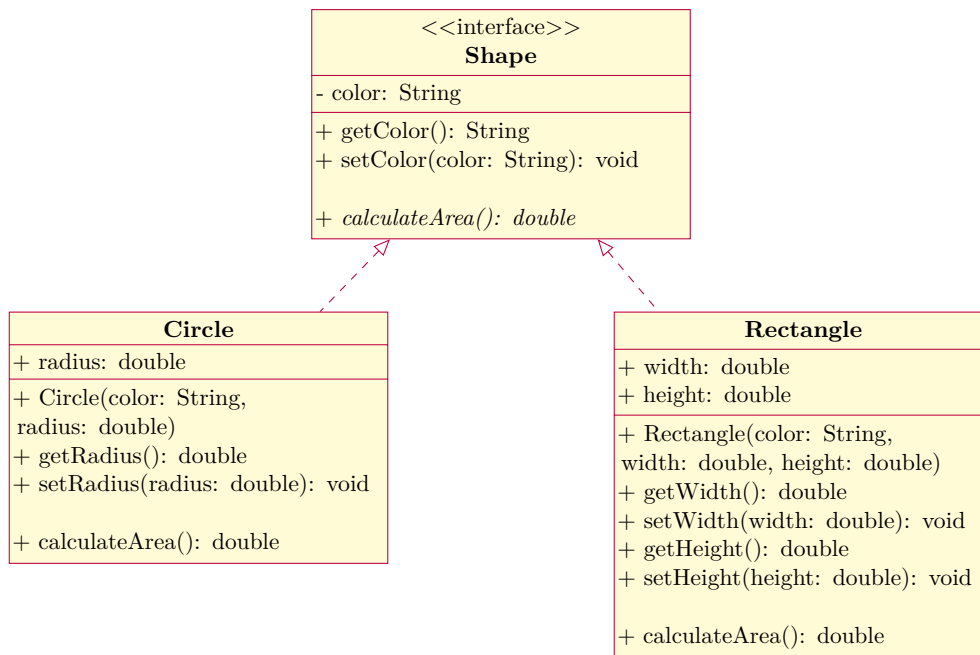 <<interface>>
Shape
- color: String
+ getColor(): String
+ setColor(color: String): void
+ calculateArea(): double
Circle
+ radius: double
+ Circle(color: String,
radius: double)
+ getRadius(): double
+ setRadius(radius: double): void
+ calculateArea(): double
Rectangle
+ width: double
+ height: double
+ Rectangle(color: String,
width: double, height: double)
+ getWidth(): double
+ setWidth(width: double): void
+ getHeight(): double
+ setHeight(height: double): void
+ calculateArea(): double